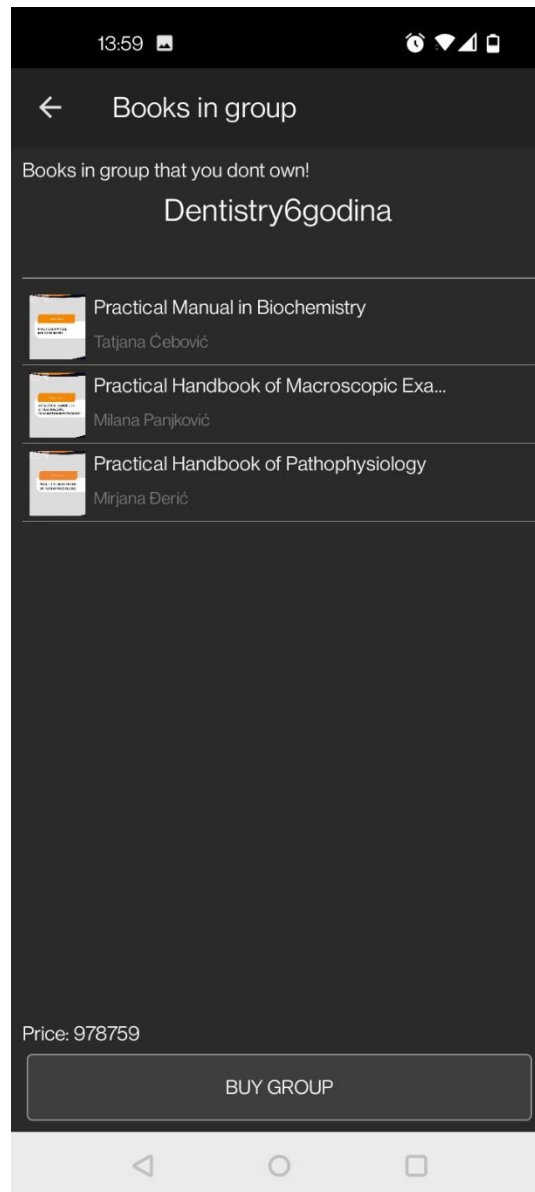 13:59
Books in group
Books in group that you dont own!
Dentistry6godina
Practical Manual in Biochemistry
Tatjana Ćebović
Practical Handbook of Macroscopic Exa...
Milana Panjković
Practical Handbook of Pathophysiology
Mirjana Đerić
Price: 978759
BUY GROUP